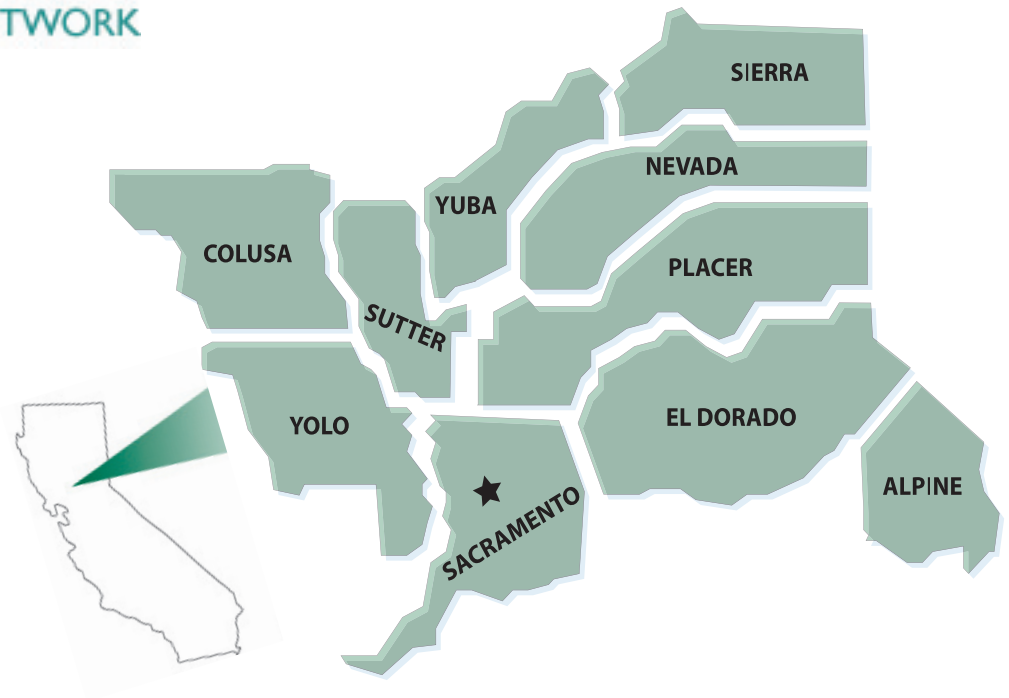 TWORK
SIERRA
NEVADA
YUBA
COLUSA
PLACER
SUTTER
YOLO
EL DORADO
ALPINE
SACRAMENTO